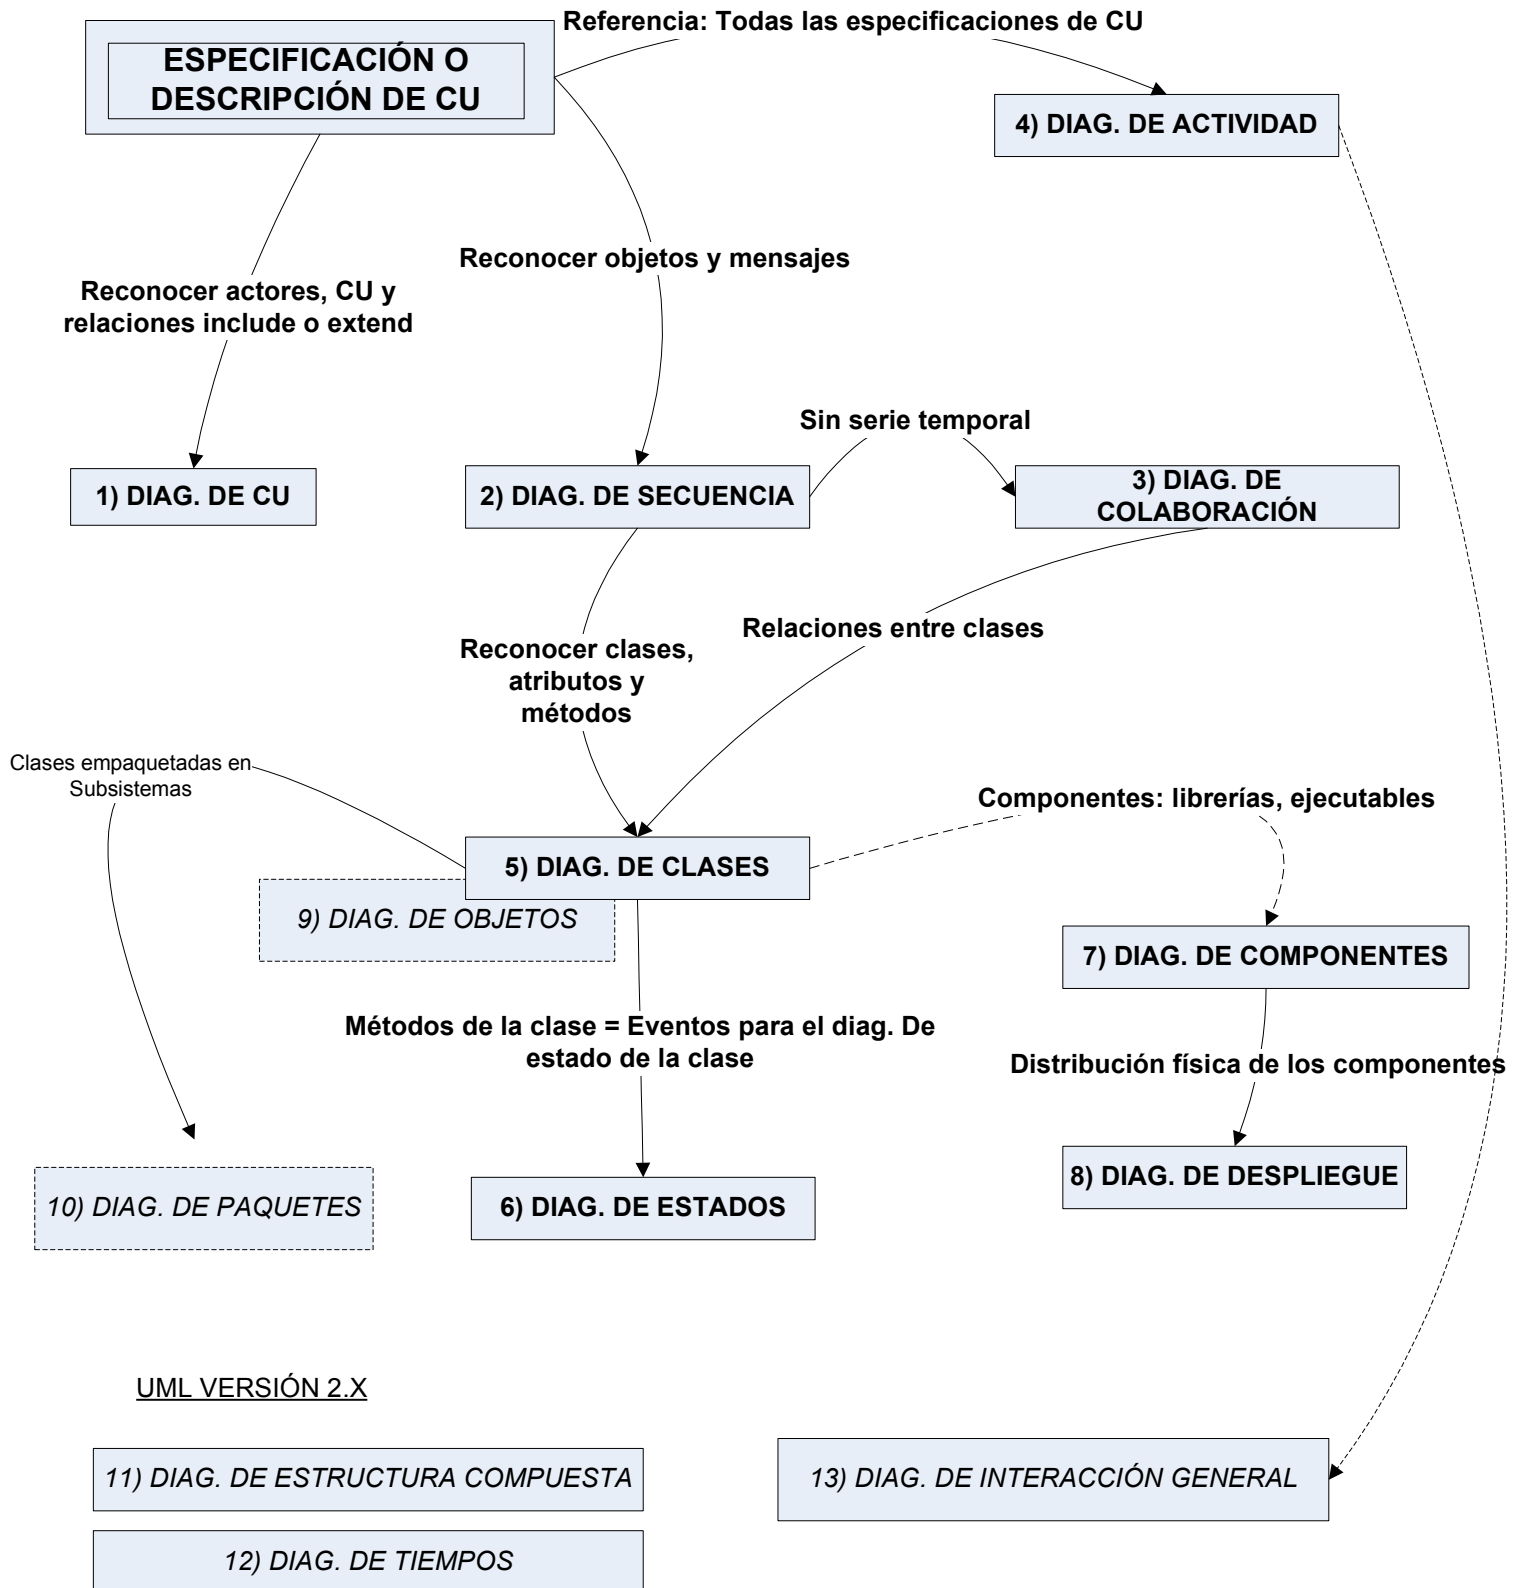 Referencia: Todas las especificaciones de CU
ESPECIFICACIÓN O
DESCRIPCIÓN DE CU
4) DIAG. DE ACTIVIDAD
Reconocer objetos y mensajes
Reconocer actores, CU y
relaciones include o extend
Sin serie temporal
1) DIAG. DE CU
2) DIAG. DE SECUENCIA
3) DIAG. DE
COLABORACIÓN
Relaciones entre clases
Reconocer clases,
atributos y
métodos
Clases empaquetadas en
Subsistemas
Componentes: librerías, ejecutables
5) DIAG. DE CLASES
9) DIAG. DE OBJETOS
7) DIAG. DE COMPONENTES
Métodos de la clase = Eventos para el diag. De
estado de la clase
Distribución física de los componentes
10) DIAG. DE PAQUETES
6) DIAG. DE ESTADOS
8) DIAG. DE DESPLIEGUE
UML VERSIÓN 2.X
11) DIAG. DE ESTRUCTURA COMPUESTA
13) DIAG. DE INTERACCIÓN GENERAL
12) DIAG. DE TIEMPOS